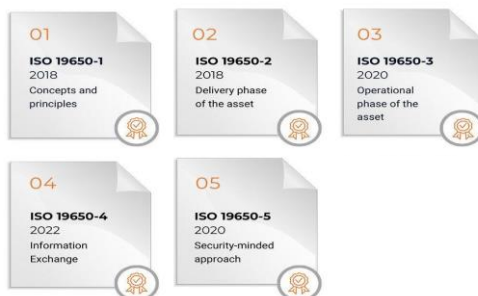 01
ISO 19650-1
2018
Concepts and
principles
02
ISO 19650-2
2018
Delivery phase
of the asset
03
ISO 19650-3
2020
Operational
phase of the
asset
04
ISO 19650-4
2022
Information
Exchange
05
ISO 19650-5
2020
Security-minded
approach